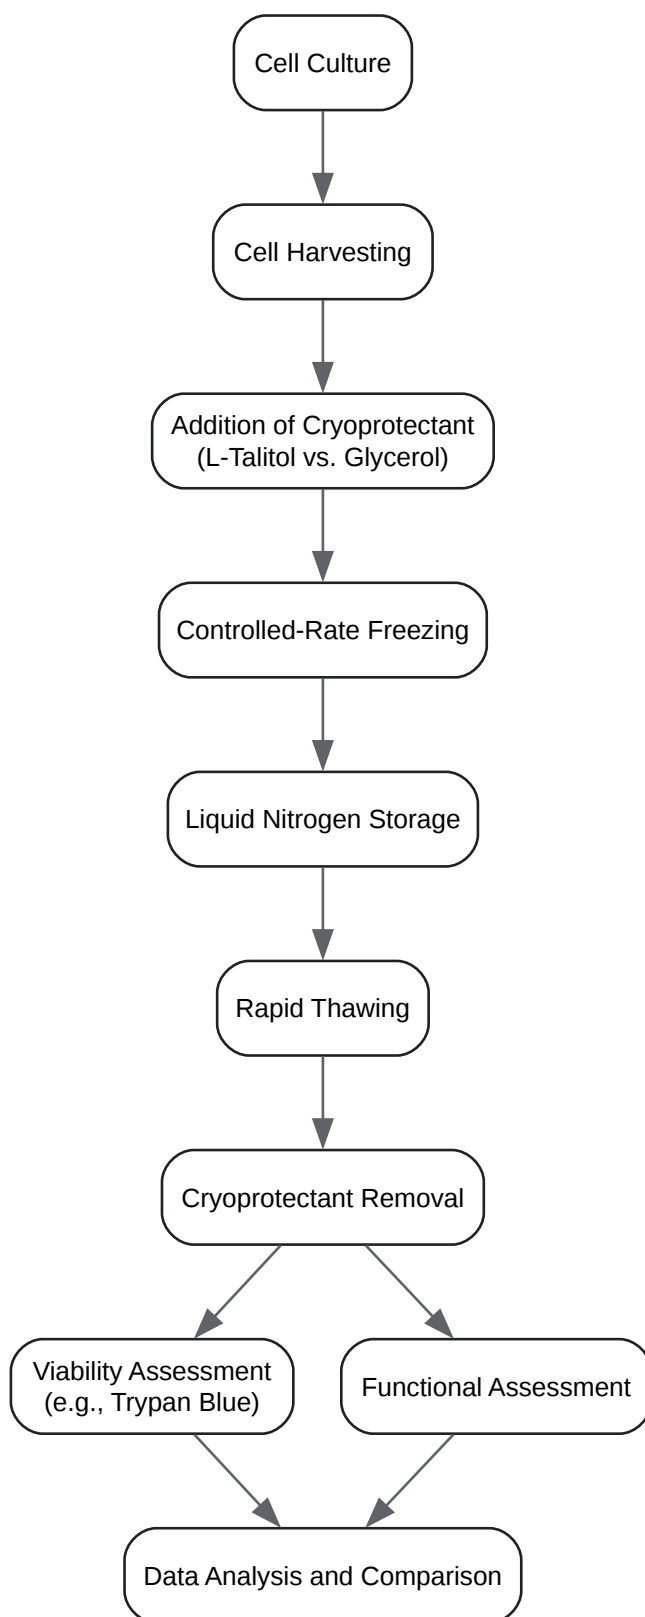 Cell Culture
Cell Harvesting
Addition of Cryoprotectant
(L-Talitol vs. Glycerol)
Controlled-Rate Freezing
Liquid Nitrogen Storage
Rapid Thawing
Cryoprotectant Removal
Viability Assessment
(e.g., Trypan Blue)
Functional Assessment
Data Analysis and Comparison